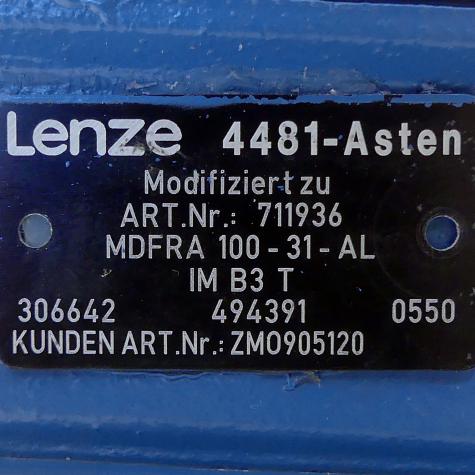 Lenze 4481-Asten
Modifiziert zu
ART.Nr.: 711936
MDFRA 100-31-AL
IM B3 T
306642 494391 0550
KUNDEN ART.Nr.: ZM0905120